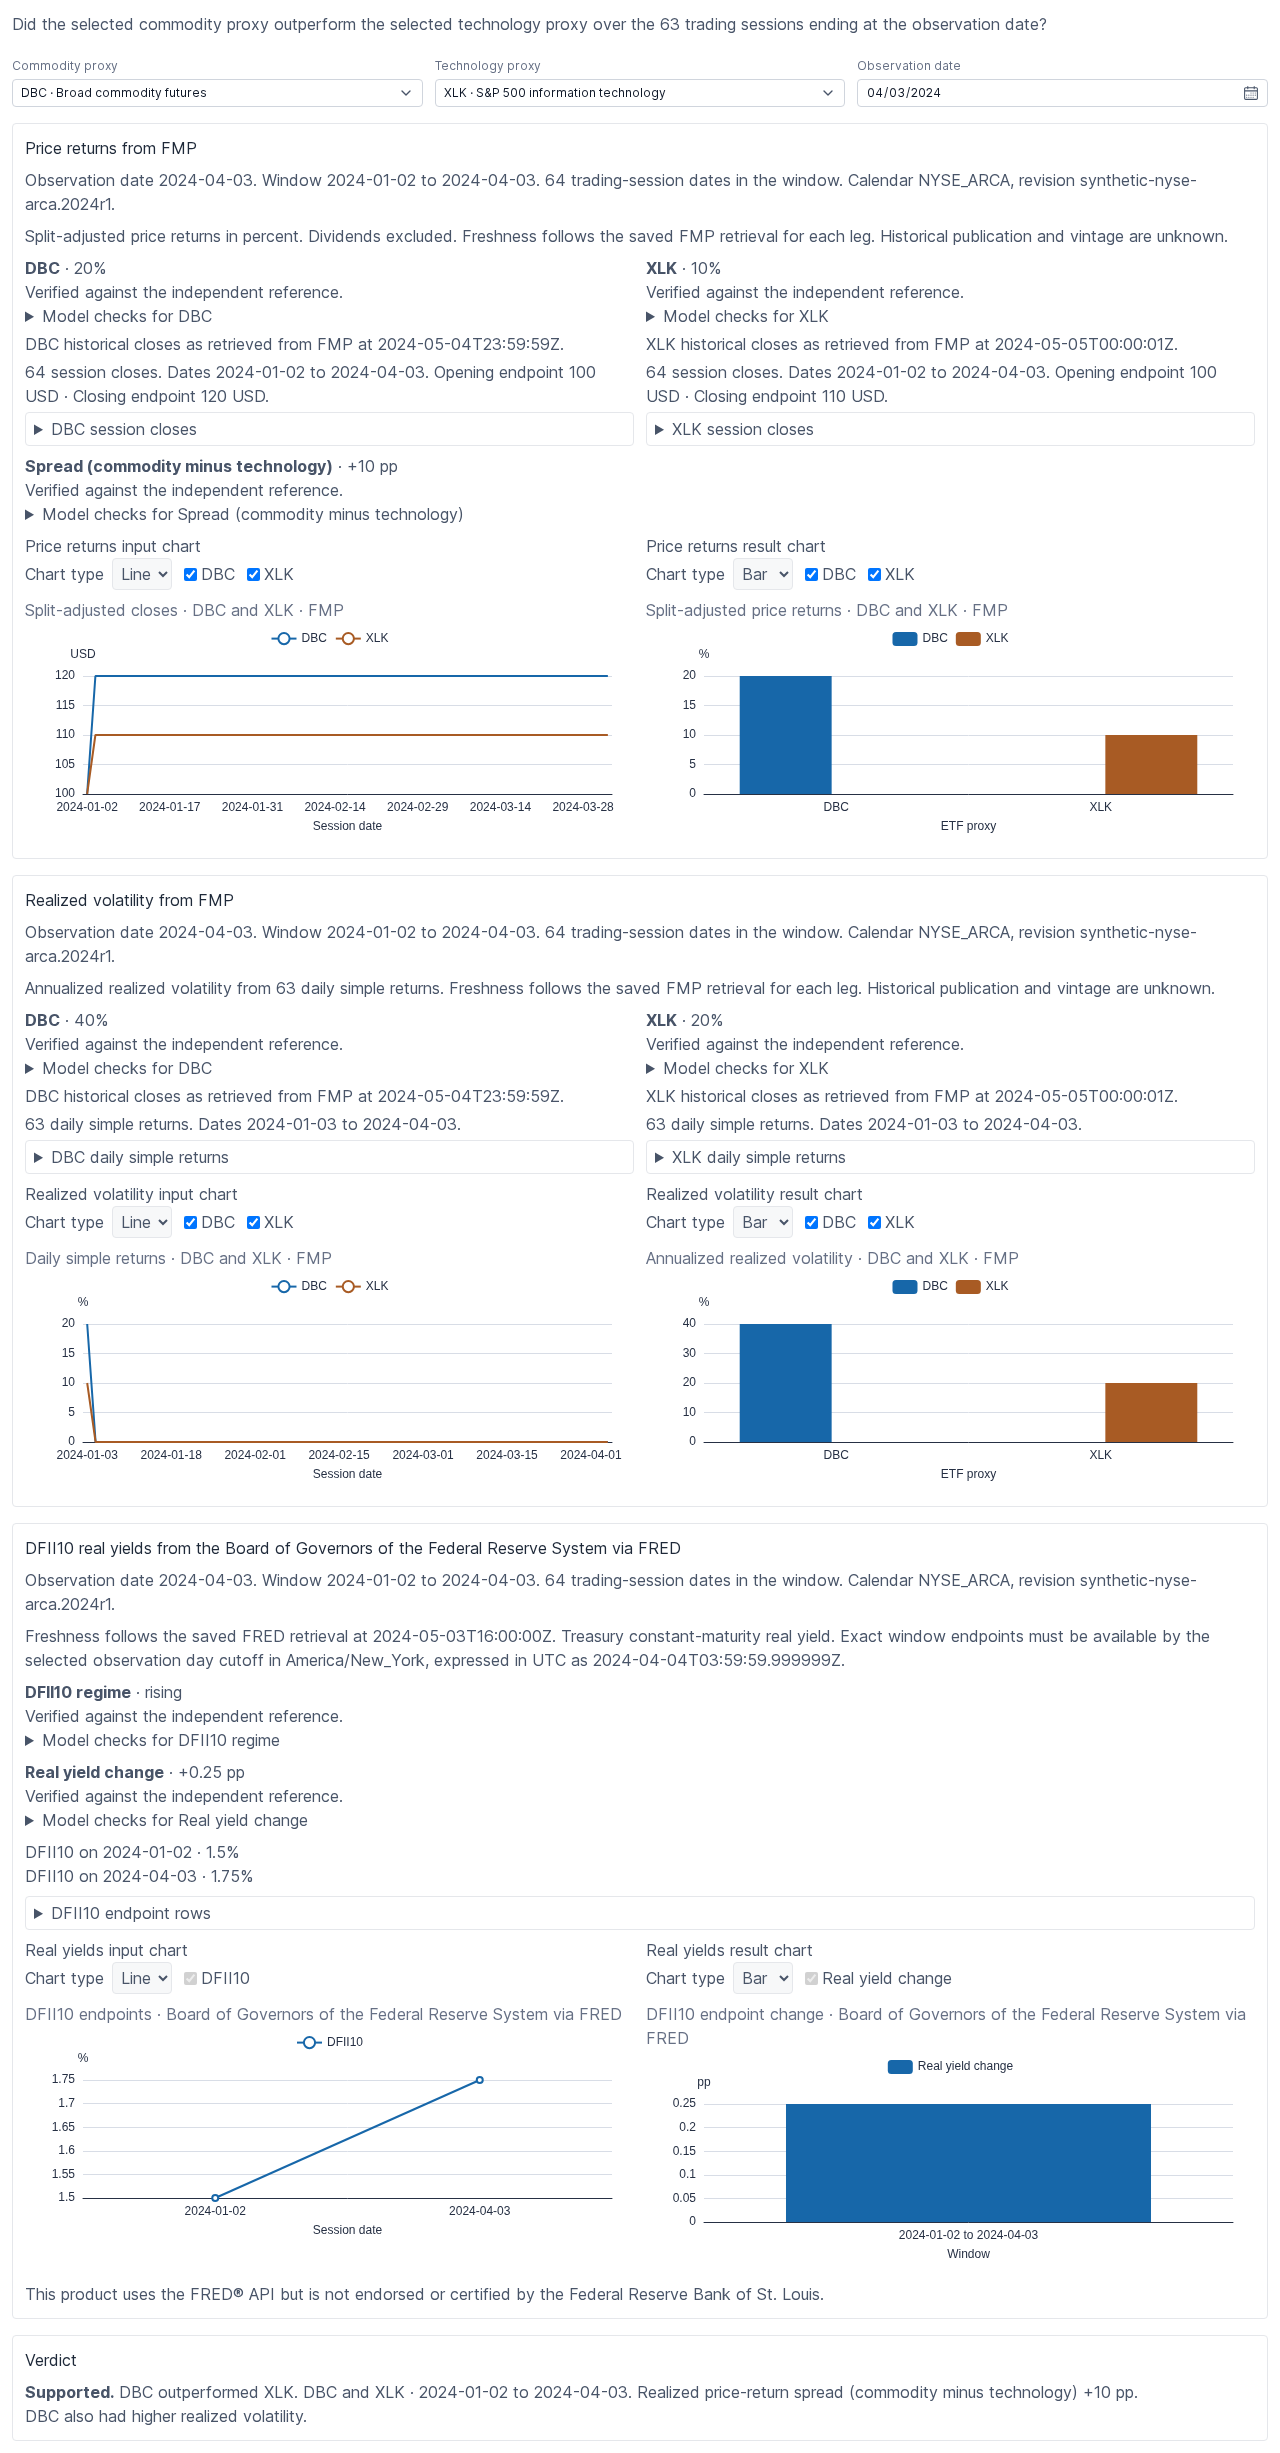 Did the selected commodity proxy outperform the selected technology proxy over the 63 trading sessions ending at the observation date?
Commodity proxy
Technology proxy
Observation date
DBC · Broad commodity futures
XLK · S&P 500 information technology
04/03/2024
Price returns from FMP
Observation date 2024-04-03. Window 2024-01-02 to 2024-04-03. 64 trading-session dates in the window. Calendar NYSE_ARCA, revision synthetic-nyse-
arca.2024r1.
Split-adjusted price returns in percent. Dividends excluded. Freshness follows the saved FMP retrieval for each leg. Historical publication and vintage are unknown.
DBC · 20%
Verified against the independent reference.
Model checks for DBC
DBC historical closes as retrieved from FMP at 2024-05-04T23:59:59Z.
64 session closes. Dates 2024-01-02 to 2024-04-03. Opening endpoint 100
USD · Closing endpoint 120 USD.
DBC session closes
XLK · 10%
Verified against the independent reference.
Model checks for XLK
XLK historical closes as retrieved from FMP at 2024-05-05T00:00:01Z.
64 session closes. Dates 2024-01-02 to 2024-04-03. Opening endpoint 100
USD · Closing endpoint 110 USD.
XLK session closes
Spread (commodity minus technology) · +10 pp
Verified against the independent reference.
Model checks for Spread (commodity minus technology)
Price returns input chart
Chart type Line DBC XLK
Split-adjusted closes · DBC and XLK · FMP
DBC XLK
USD
120
115
110
105
100
2024-01-02 2024-01-17 2024-01-31 2024-02-14 2024-02-29 2024-03-14 2024-03-28
Session date
Price returns result chart
Chart type Bar DBC XLK
Split-adjusted price returns · DBC and XLK · FMP
DBC XLK
%
20
15
10
5
0
DBC XLK
ETF proxy
Realized volatility from FMP
Observation date 2024-04-03. Window 2024-01-02 to 2024-04-03. 64 trading-session dates in the window. Calendar NYSE_ARCA, revision synthetic-nyse-
arca.2024r1.
Annualized realized volatility from 63 daily simple returns. Freshness follows the saved FMP retrieval for each leg. Historical publication and vintage are unknown.
DBC · 40%
Verified against the independent reference.
Model checks for DBC
DBC historical closes as retrieved from FMP at 2024-05-04T23:59:59Z.
63 daily simple returns. Dates 2024-01-03 to 2024-04-03.
DBC daily simple returns
XLK · 20%
Verified against the independent reference.
Model checks for XLK
XLK historical closes as retrieved from FMP at 2024-05-05T00:00:01Z.
63 daily simple returns. Dates 2024-01-03 to 2024-04-03.
XLK daily simple returns
Realized volatility input chart
Chart type Line DBC XLK
Daily simple returns · DBC and XLK · FMP
DBC XLK
%
20
15
10
5
0
2024-01-03 2024-01-18 2024-02-01 2024-02-15 2024-03-01 2024-03-15 2024-04-01
Session date
Realized volatility result chart
Chart type Bar DBC XLK
Annualized realized volatility · DBC and XLK · FMP
DBC XLK
%
40
30
20
10
0
DBC XLK
ETF proxy
DFII10 real yields from the Board of Governors of the Federal Reserve System via FRED
Observation date 2024-04-03. Window 2024-01-02 to 2024-04-03. 64 trading-session dates in the window. Calendar NYSE_ARCA, revision synthetic-nyse-
arca.2024r1.
Freshness follows the saved FRED retrieval at 2024-05-03T16:00:00Z. Treasury constant-maturity real yield. Exact window endpoints must be available by the
selected observation day cutoff in America/New_York, expressed in UTC as 2024-04-04T03:59:59.999999Z.
DFII10 regime · rising
Verified against the independent reference.
Model checks for DFII10 regime
Real yield change · +0.25 pp
Verified against the independent reference.
Model checks for Real yield change
DFII10 on 2024-01-02 · 1.5%
DFII10 on 2024-04-03 · 1.75%
DFII10 endpoint rows
Real yields input chart
Chart type Line DFII10
DFII10 endpoints · Board of Governors of the Federal Reserve System via FRED
DFII10
%
1.75
1.7
1.65
1.6
1.55
1.5
2024-01-02 2024-04-03
Session date
Real yields result chart
Chart type Bar Real yield change
DFII10 endpoint change · Board of Governors of the Federal Reserve System via
FRED
Real yield change
pp
0.25
0.2
0.15
0.1
0.05
0
2024-01-02 to 2024-04-03
Window
This product uses the FRED® API but is not endorsed or certified by the Federal Reserve Bank of St. Louis.
Verdict
Supported. DBC outperformed XLK. DBC and XLK · 2024-01-02 to 2024-04-03. Realized price-return spread (commodity minus technology) +10 pp.
DBC also had higher realized volatility.